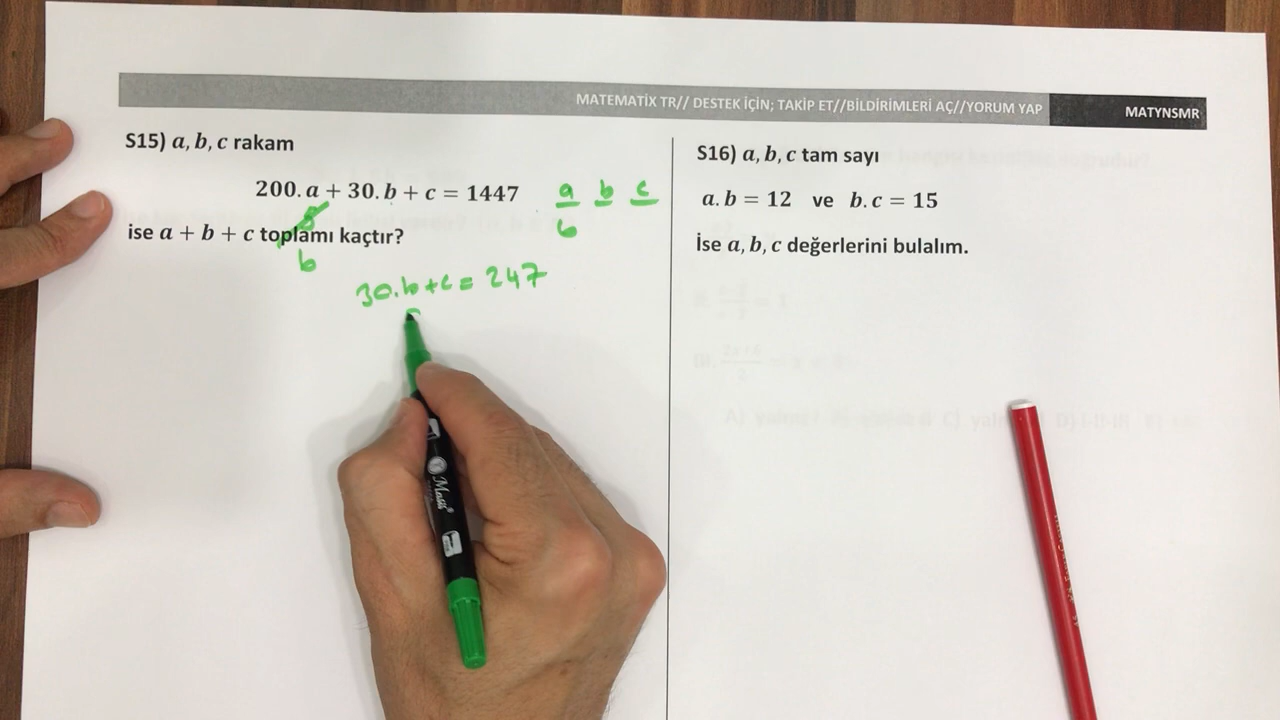 MATEMATİX TR// DESTEK İÇİN; TAKİP ET//BİLDİRİMLERİ AÇ//YORUM YAP MATYNSMR
S15) a, b, c rakam
200. a + 30. b + c = 1447
a b c
6
ise a + b + c toplamı kaçtır?
6
30.b+c = 247
S16) a, b, c tam sayı
a. b = 12 ve b. c = 15
İse a, b, c değerlerini bulalım.
Masis